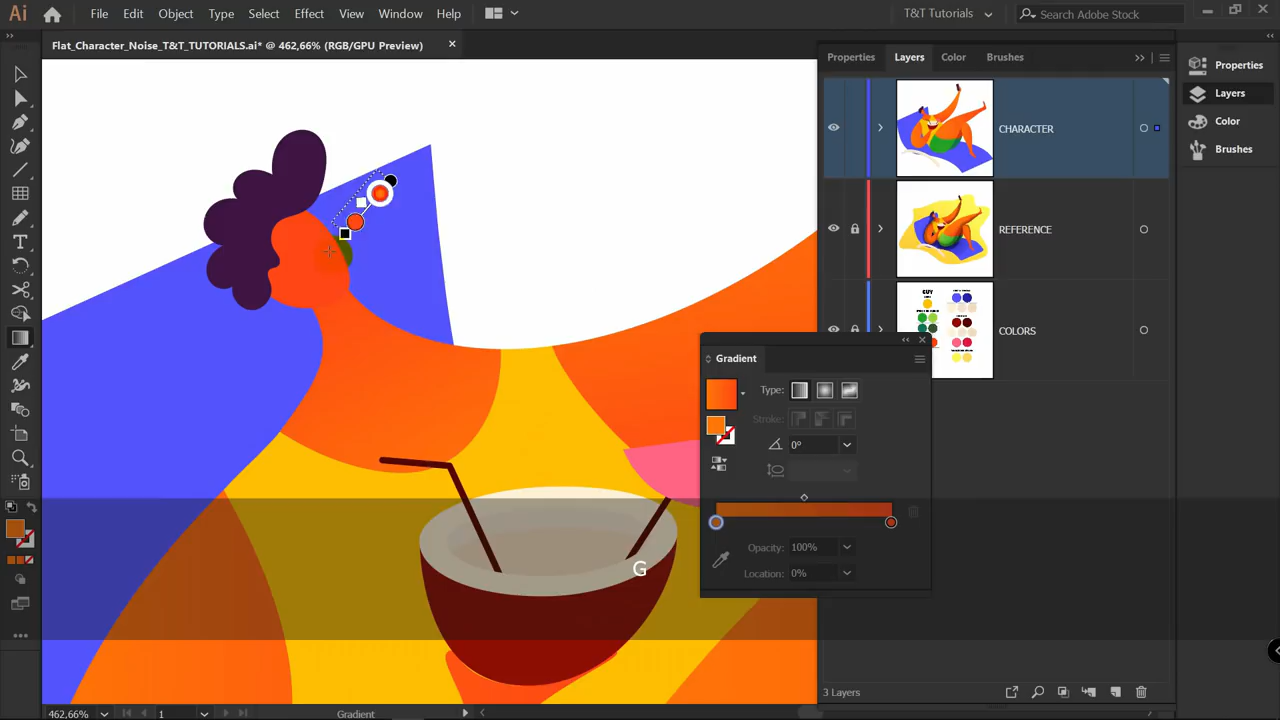 Ai
File Edit Object Type Select Effect View Window Help
T&T Tutorials
Search Adobe Stock
Flat_Character_Noise_T&T_TUTORIALS.ai* @ 462,66% (RGB/GPU Preview)
Properties Layers Color Brushes
Properties
Layers
Color
Brushes
CHARACTER
REFERENCE
GUY
COLORS
Gradient
Type:
Stroke:
0°
Opacity: 100%
Location: 0%
G
3 Layers
462,66% 1 Gradient